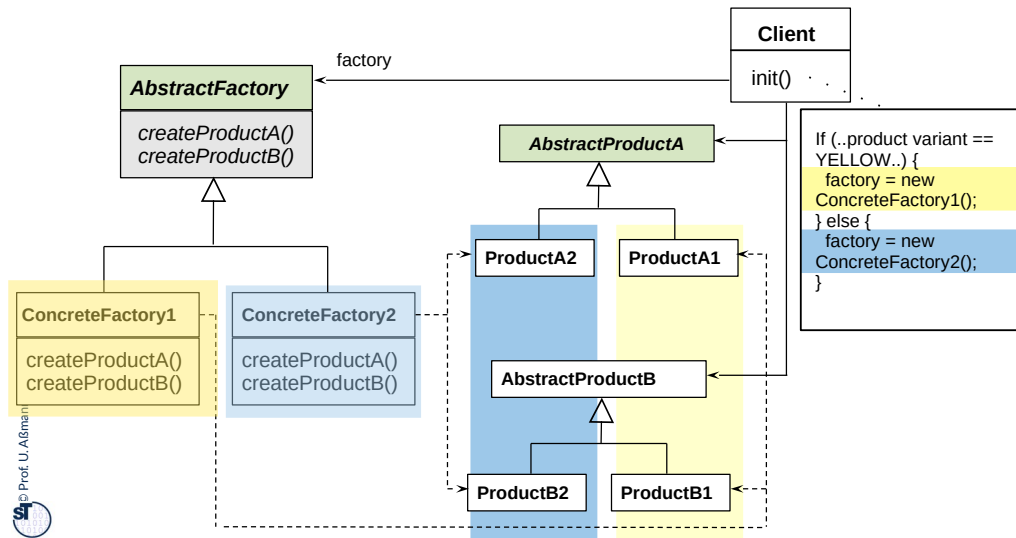 Client
init()
factory
AbstractFactory
createProductA()
createProductB()
AbstractProductA
If (..product variant ==
YELLOW..) {
factory = new
ConcreteFactory1();
} else {
factory = new
ConcreteFactory2();
}
ProductA2
ProductA1
ConcreteFactory1
createProductA()
createProductB()
ConcreteFactory2
createProductA()
createProductB()
AbstractProductB
ProductB2
ProductB1
© Prof. U. Aßmann
ST